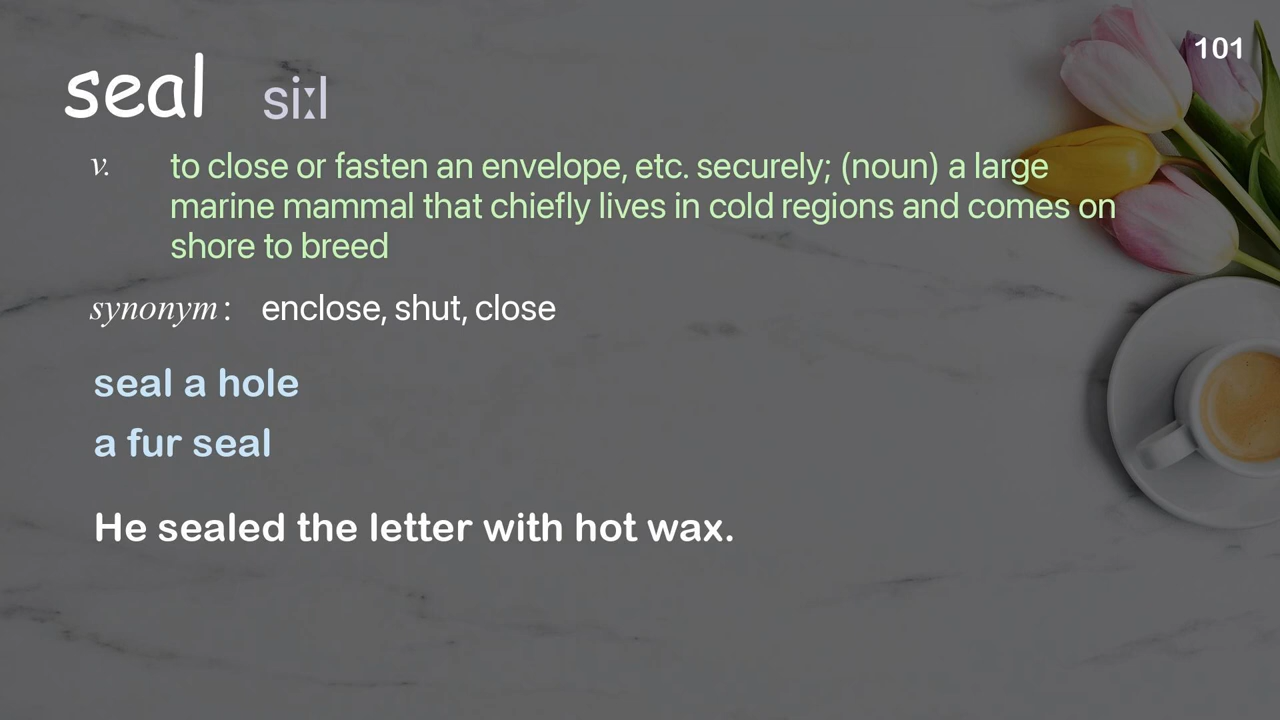 101
seal siːl
v. to close or fasten an envelope, etc. securely; (noun) a large
marine mammal that chiefly lives in cold regions and comes on
shore to breed
synonym: enclose, shut, close
seal a hole
a fur seal
He sealed the letter with hot wax.